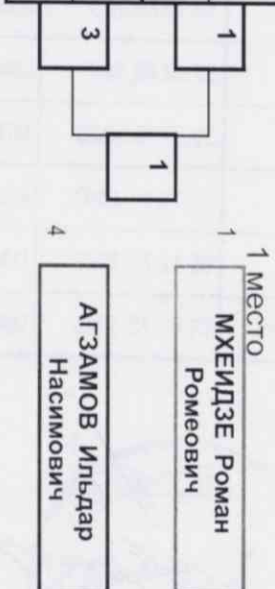 1 место
1
1
МХЕИДЗЕ Роман
Ромеович
1
3
4
АГЗАМОВ Ильдар
Насимович